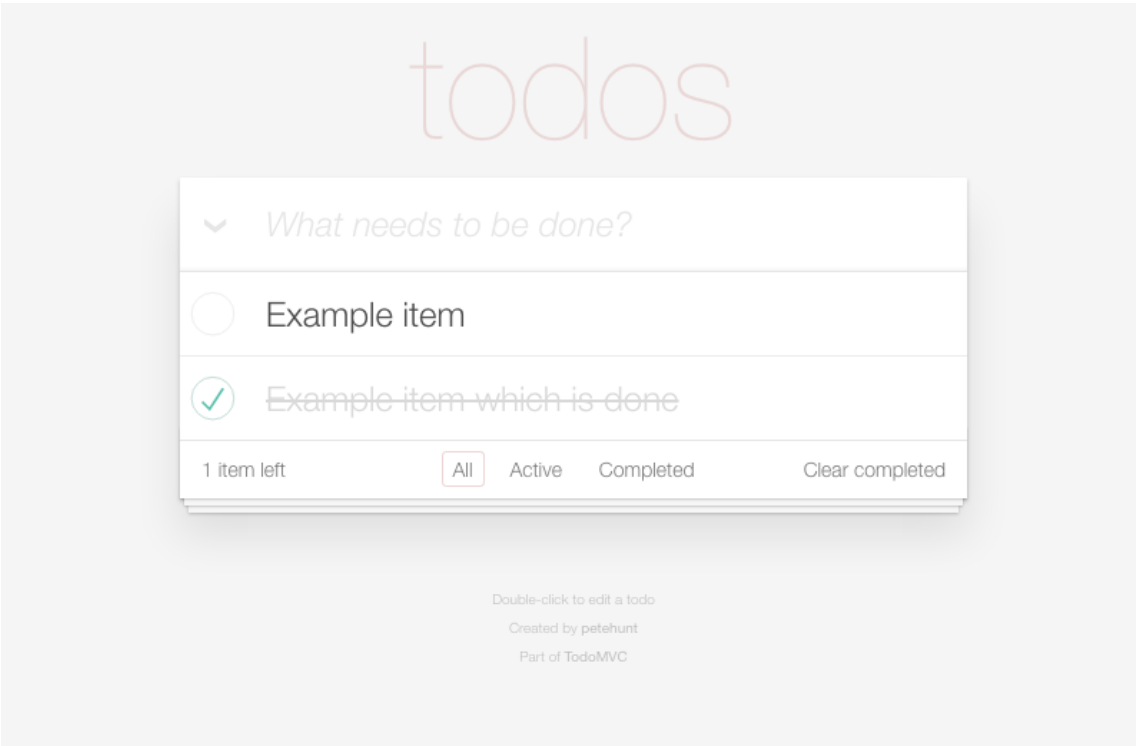 todos
What needs to be done?
Example item
Example item which is done
1 item left All Active Completed Clear completed
Double-click to edit a todo
Created by petehunt
Part of TodoMVC